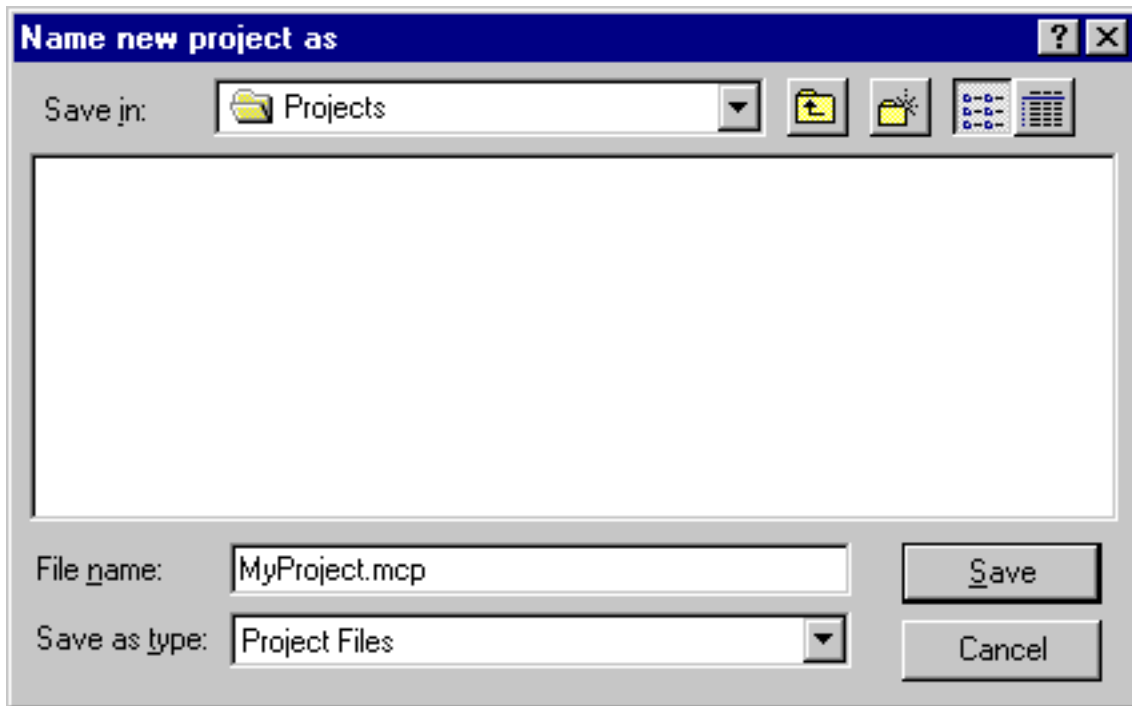 Name new project as
Save in: Projects
File name: MyProject.mcp
Save
Save as type: Project Files
Cancel